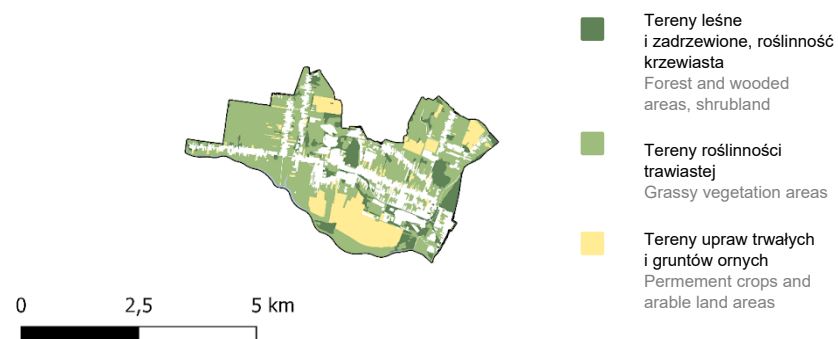 Tereny leśne
i zadrzewione, roślinność
krzewiasta
Forest and wooded
areas, shrubland
Tereny roślinności
trawiastej
Grassy vegetation areas
Tereny upraw trwałych
i gruntów ornych
Permement crops and
arable land areas
0 2,5 5 km